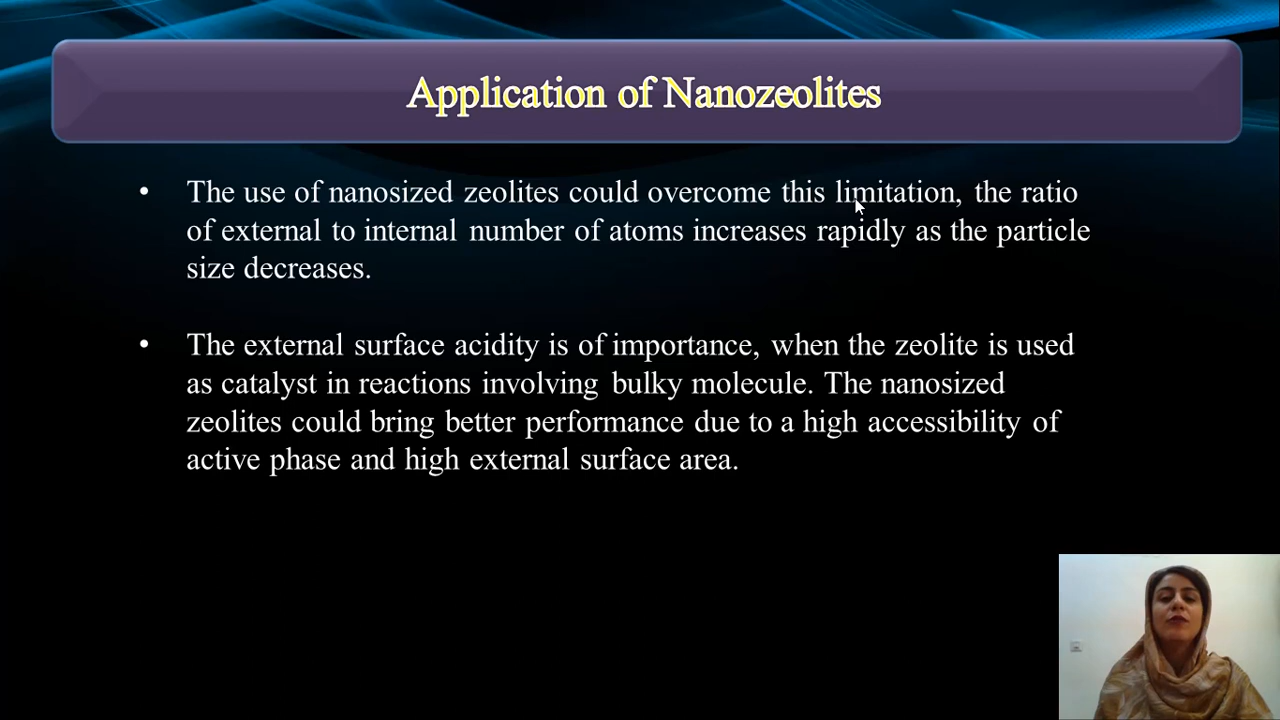 Application of Nanozeolites
• The use of nanosized zeolites could overcome this limitation, the ratio
of external to internal number of atoms increases rapidly as the particle
size decreases.
• The external surface acidity is of importance, when the zeolite is used
as catalyst in reactions involving bulky molecule. The nanosized
zeolites could bring better performance due to a high accessibility of
active phase and high external surface area.